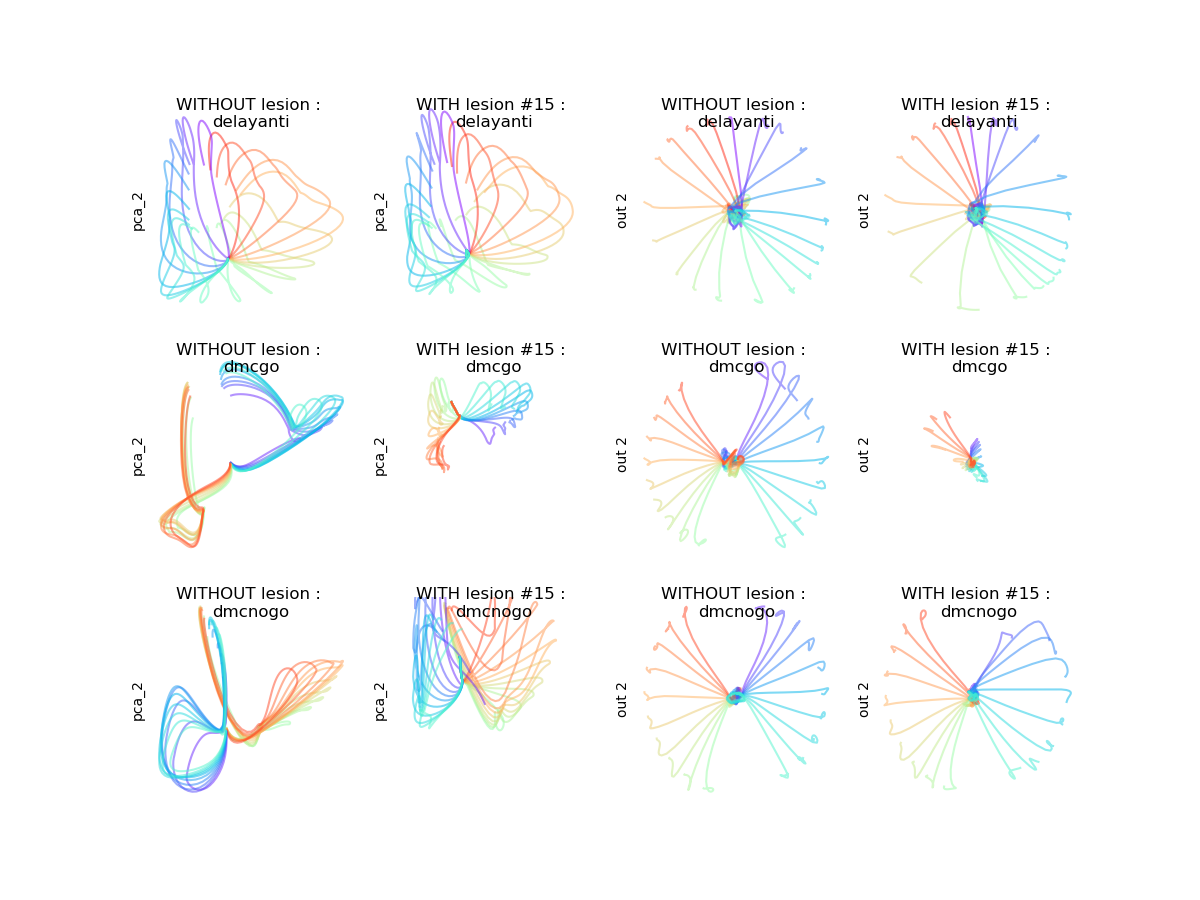 WITHOUT lesion :
delayanti
WITH lesion #15 :
delayanti
WITHOUT lesion :
delayanti
WITH lesion #15 :
delayanti
pca_2
pca_2
out 2
out 2
WITHOUT lesion :
dmcgo
WITH lesion #15 :
dmcgo
WITHOUT lesion :
dmcgo
WITH lesion #15 :
dmcgo
pca_2
pca_2
out 2
out 2
WITHOUT lesion :
dmcnogo
WITH lesion #15 :
dmcnogo
WITHOUT lesion :
dmcnogo
WITH lesion #15 :
dmcnogo
pca_2
pca_2
out 2
out 2